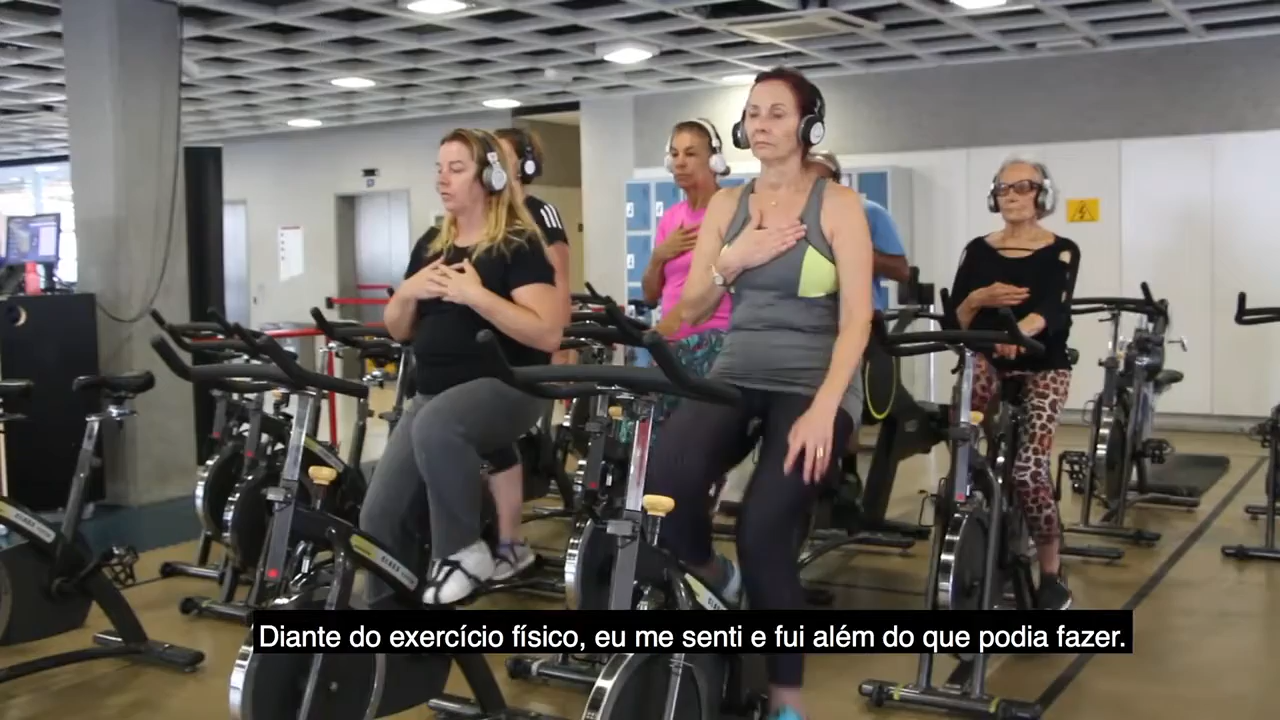 Diante do exercício físico, eu me senti e fui além do que podia fazer.